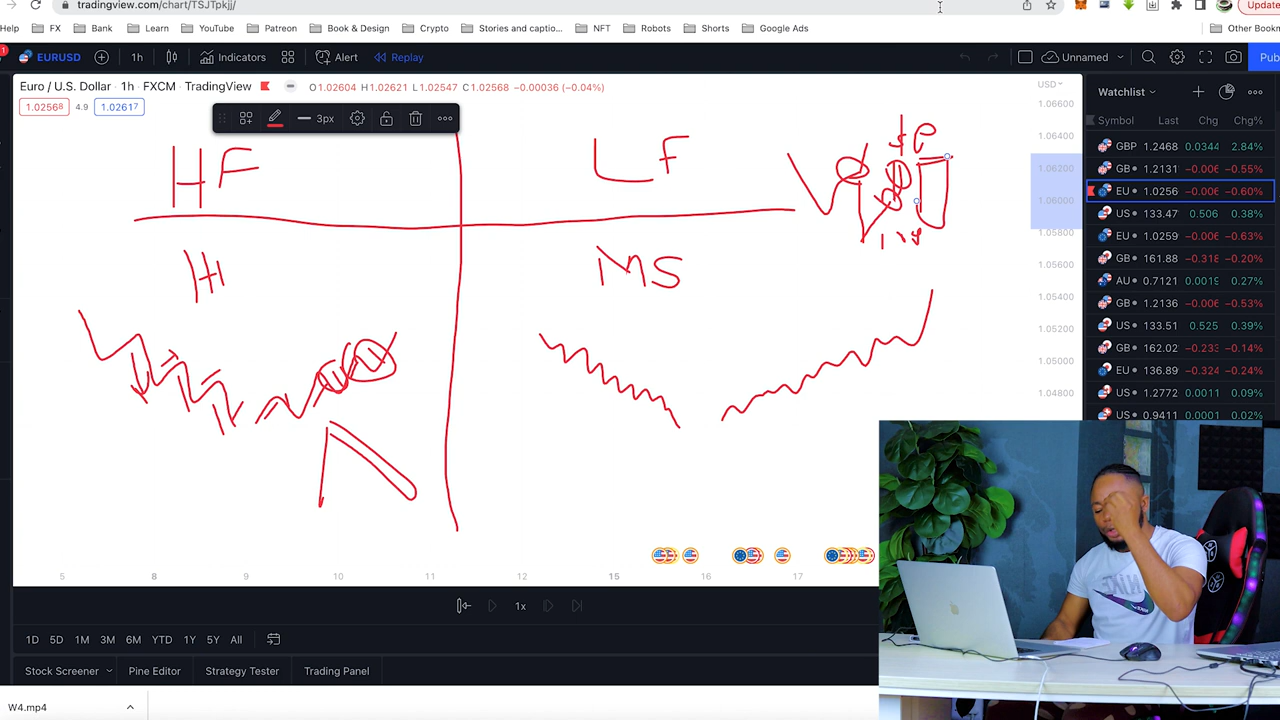 tradingview.com/chart/TSJTpkjj/
Update
Help FX Bank Learn YouTube Patreon Book & Design Crypto Stories and captio... NFT Robots Shorts Google Ads Other Bookm
EURUSD 1h Indicators Alert Replay Unnamed Pub
Euro / U.S. Dollar · 1h · FXCM · TradingView O1.02604 H1.02621 L1.02547 C1.02568 −0.00036 (−0.04%)
1.02568 4.9 1.02617
3px
USD
1.06600
1.06400
1.06200
1.06000
1.05800
1.05600
1.05400
1.05200
1.05000
1.04800
HF LF
MS
Watchlist
Symbol Last Chg Chg%
GBP 1.2468 0.0344 2.84%
GB 1.2131 −0.006 −0.55%
EU 1.0256 −0.006 −0.60%
US 133.47 0.506 0.38%
EU 1.0259 −0.006 −0.63%
GB 161.88 −0.318 −0.20%
AU 0.7121 0.0019 0.27%
GB 1.2136 −0.006 −0.53%
US 133.51 0.525 0.39%
GB 162.02 −0.233 −0.14%
EU 136.89 −0.324 −0.24%
US 1.2772 0.0011 0.09%
US 0.9411 0.0001 0.02%
5 8 9 10 11 12 15 16 17
1x
1D 5D 1M 3M 6M YTD 1Y 5Y All
Stock Screener Pine Editor Strategy Tester Trading Panel
W4.mp4